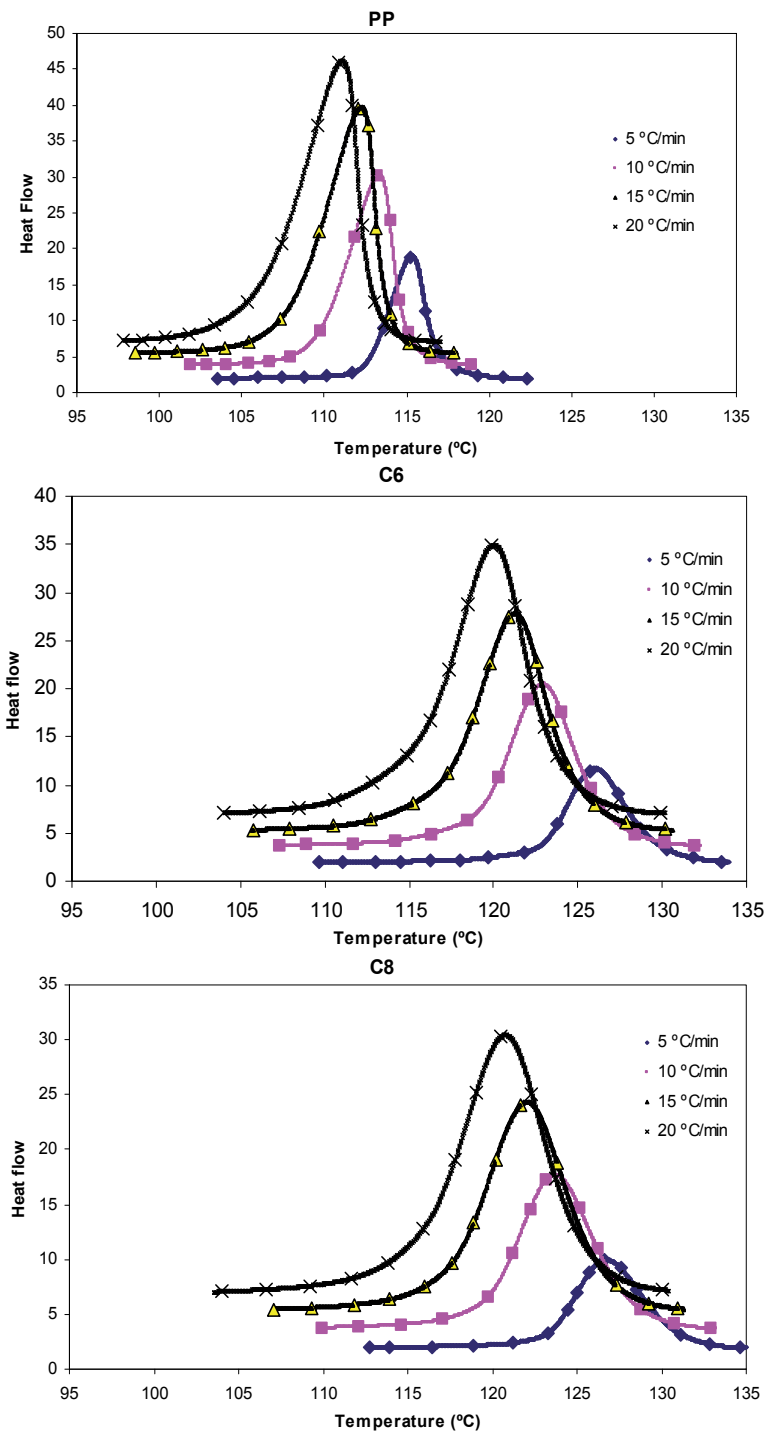 PP
50
45
40
35
30
25
20
15
10
5
0
Heat Flow
5 ºC/min
10 ºC/min
15 ºC/min
20 ºC/min
95 100 105 110 115 120 125 130 135
Temperature (ºC)
C6
40
35
30
25
20
15
10
5
0
Heat flow
5 ºC/min
10 ºC/min
15 ºC/min
20 ºC/min
95 100 105 110 115 120 125 130 135
Temperature (ºC)
C8
35
30
25
20
15
10
5
0
Heat flow
5 ºC/min
10 ºC/min
15 ºC/min
20 ºC/min
95 100 105 110 115 120 125 130 135
Temperature (ºC)